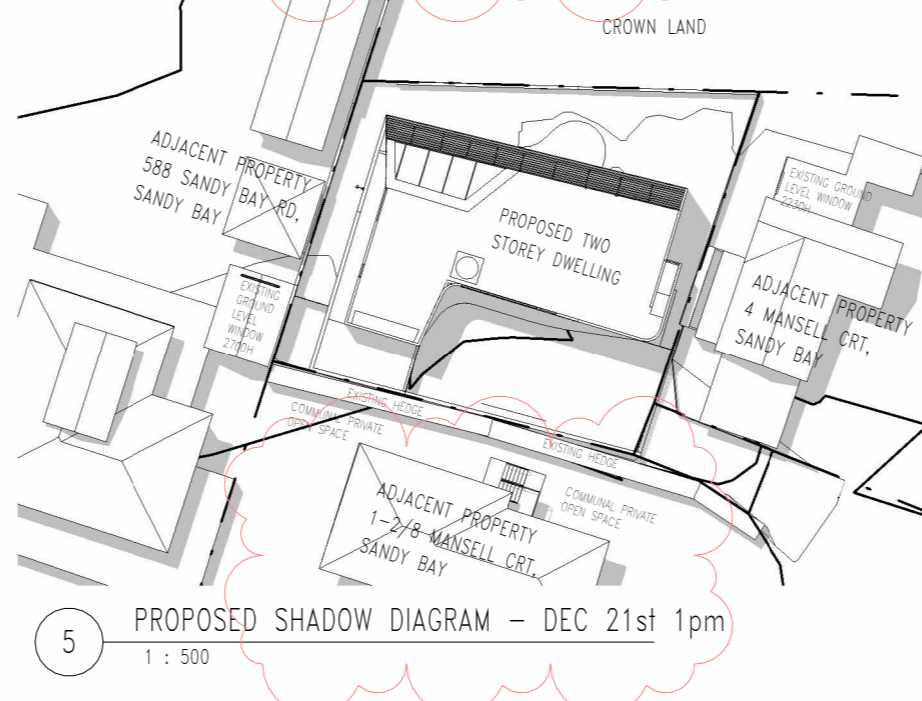 CROWN LAND
ADJACENT PROPERTY
588 SANDY BAY RD,
SANDY BAY
EXISTING GROUND
LEVEL WINDOW
2230H
PROPOSED TWO
STOREY DWELLING
ADJACENT PROPERTY
4 MANSELL CRT,
SANDY BAY
EXISTING
GROUND
LEVEL
WINDOW
2700H
EXISTING HEDGE
COMMUNAL PRIVATE
OPEN SPACE
EXISTING HEDGE
COMMUNAL PRIVATE
OPEN SPACE
ADJACENT PROPERTY
1-2/8 MANSELL CRT,
SANDY BAY
5
PROPOSED SHADOW DIAGRAM - DEC 21st 1pm
1 : 500